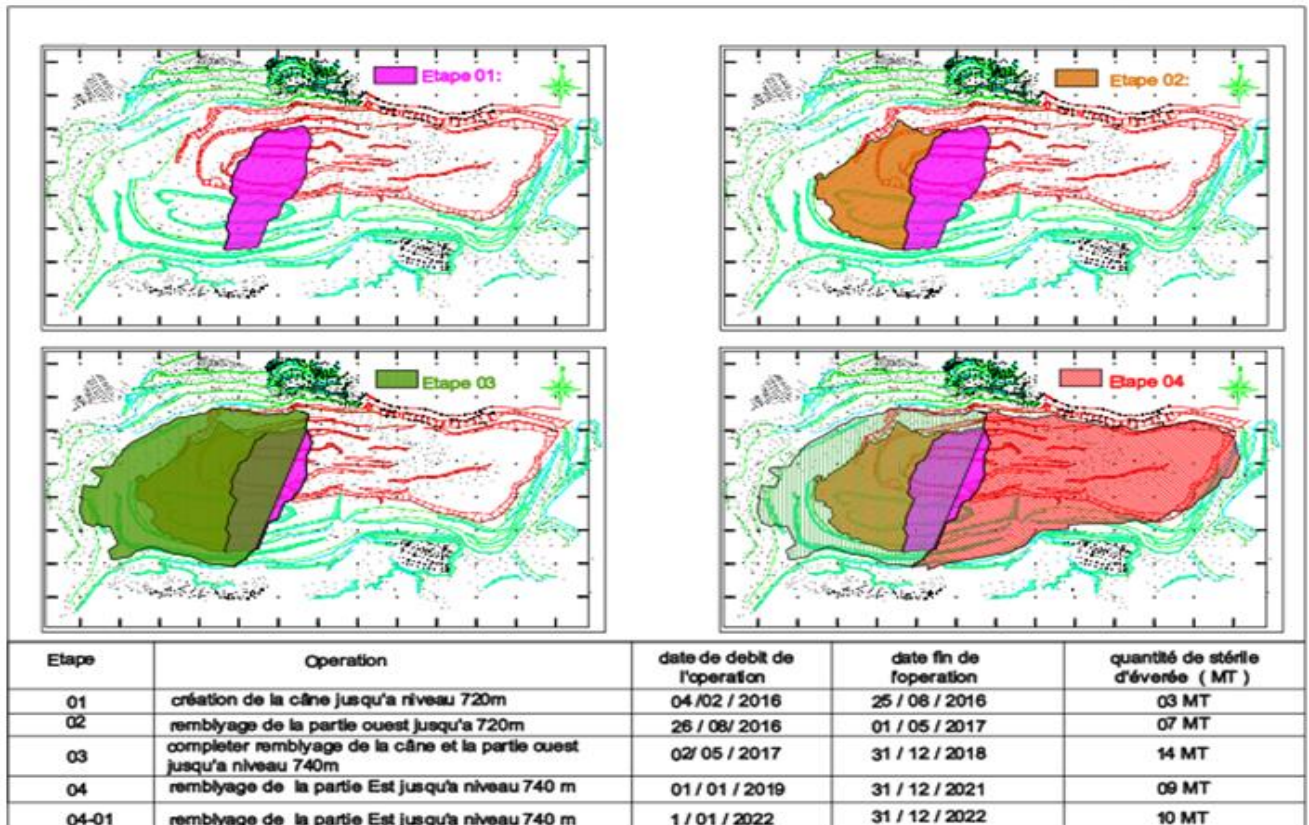 Etape 01:
Etape 02:
Etape 03
Etape 04
Etape Operation date de debit de l'operation date fin de l'operation quantité de stérile d'éverée ( MT )
01 création de la câne jusqu'a niveau 720m 04 /02 / 2016 25 / 08 / 2016 03 MT
02 remblyage de la partie ouest jusqu'a 720m 26 / 08/ 2016 01 / 05 / 2017 07 MT
03 completer remblyage de la câne et la partie ouest jusqu'a niveau 740m 02/ 05 / 2017 31 / 12 / 2018 14 MT
04 remblyage de la partie Est jusqu'a niveau 740 m 01 / 01 / 2019 31 / 12 / 2021 09 MT
04-01 remblyage de la partie Est jusqu'a niveau 740 m 1 / 01 / 2022 31 / 12 / 2022 10 MT